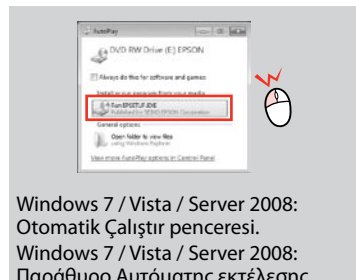 AutoPlay
DVD RW Drive (E:) EPSON
Always do this for software and games:
Install or run program from your media
Run EPSETUP.EXE
Published by SEIKO EPSON Corporation
General options
Open folder to view files
using Windows Explorer
View more AutoPlay options in Control Panel
Windows 7 / Vista / Server 2008:
Otomatik Çalıştır penceresi.
Windows 7 / Vista / Server 2008:
Παράθυρο Αυτόματης εκτέλεσης